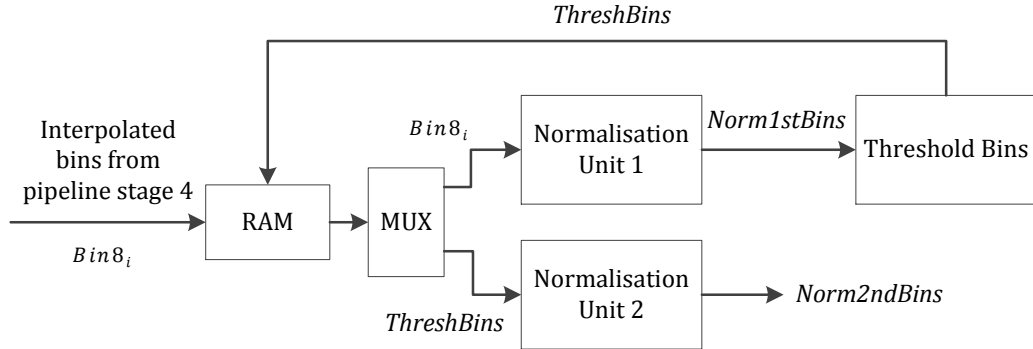 ThreshBins
Interpolated
bins from
pipeline stage 4
Bin8ᵢ
RAM
MUX
Bin8ᵢ
ThreshBins
Normalisation
Unit 1
Norm1stBins
Threshold Bins
Normalisation
Unit 2
Norm2ndBins